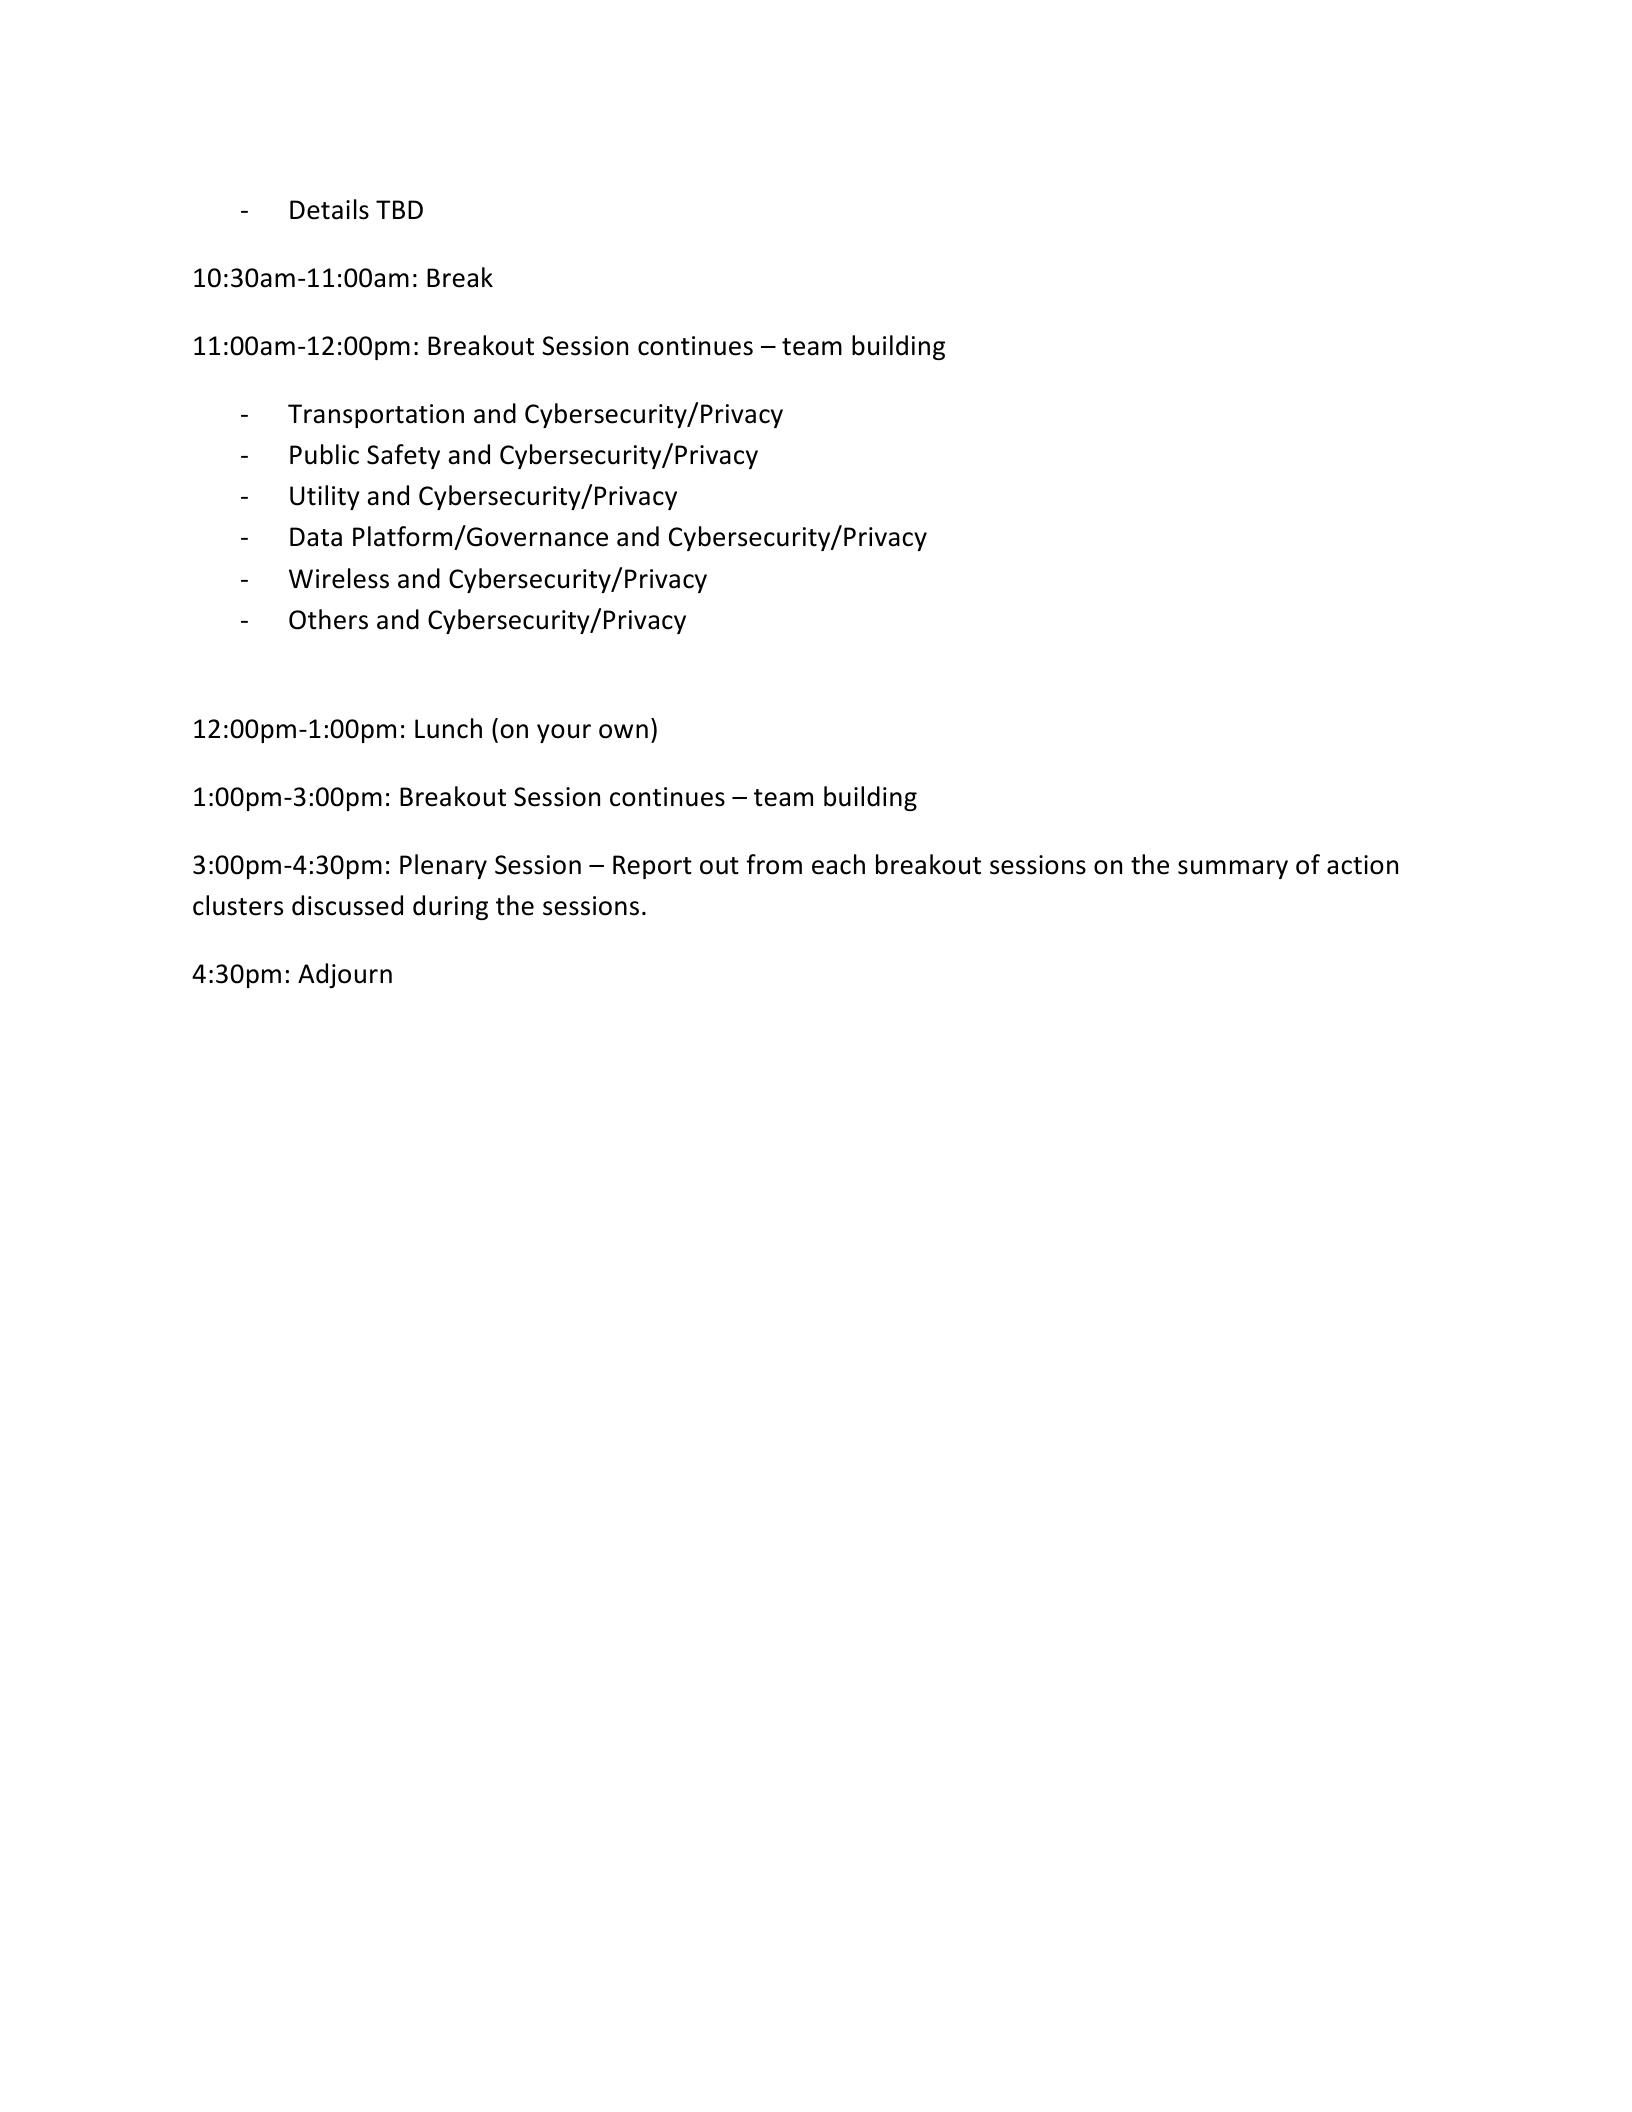 - Details TBD
10:30am-11:00am: Break
11:00am-12:00pm: Breakout Session continues – team building
- Transportation and Cybersecurity/Privacy
- Public Safety and Cybersecurity/Privacy
- Utility and Cybersecurity/Privacy
- Data Platform/Governance and Cybersecurity/Privacy
- Wireless and Cybersecurity/Privacy
- Others and Cybersecurity/Privacy
12:00pm-1:00pm: Lunch (on your own)
1:00pm-3:00pm: Breakout Session continues – team building
3:00pm-4:30pm: Plenary Session – Report out from each breakout sessions on the summary of action
clusters discussed during the sessions.
4:30pm: Adjourn